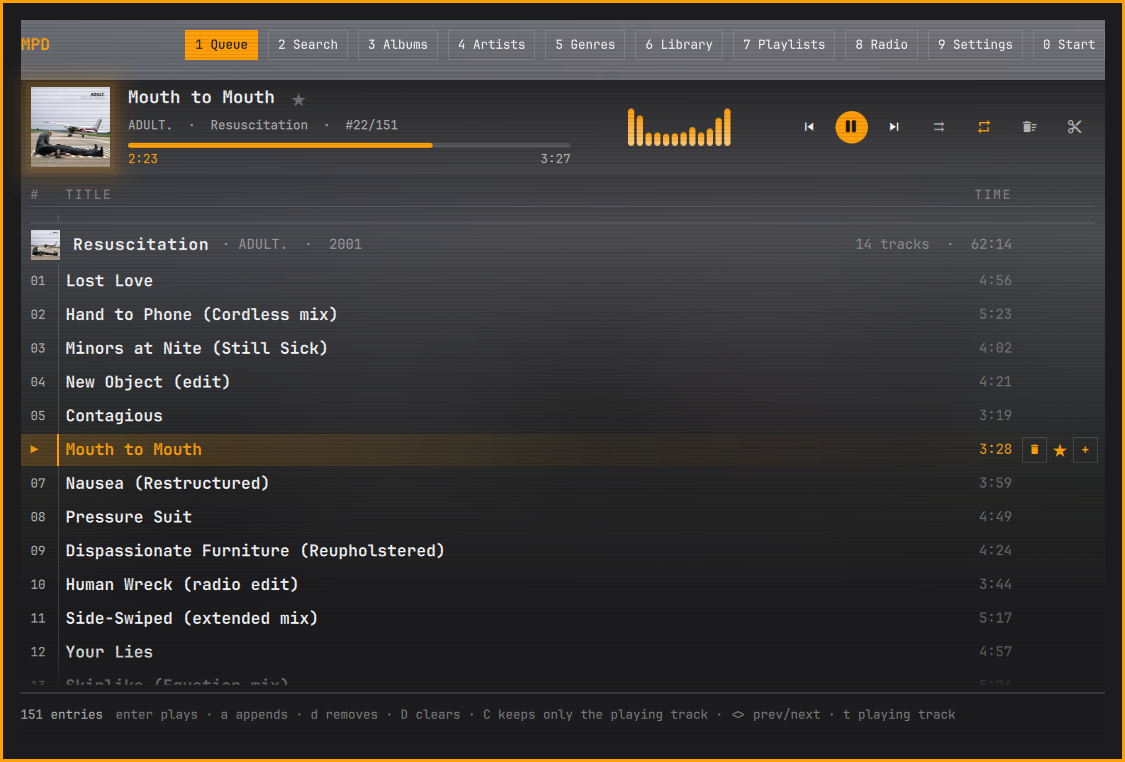 MPD 1 Queue 2 Search 3 Albums 4 Artists 5 Genres 6 Library 7 Playlists 8 Radio 9 Settings 0 Start
ADULT.
Mouth to Mouth ★
ADULT. · Resuscitation · #22/151
2:23 3:27
# TITLE TIME
Resuscitation · ADULT. · 2001 14 tracks · 62:14
01 Lost Love 4:56
02 Hand to Phone (Cordless mix) 5:23
03 Minors at Nite (Still Sick) 4:02
04 New Object (edit) 4:21
05 Contagious 3:19
▶ Mouth to Mouth 3:28 ★ +
07 Nausea (Restructured) 3:59
08 Pressure Suit 4:49
09 Dispassionate Furniture (Reupholstered) 4:24
10 Human Wreck (radio edit) 3:44
11 Side-Swiped (extended mix) 5:17
12 Your Lies 4:57
13 Skinlike (Equation mix)
151 entries enter plays · a appends · d removes · D clears · C keeps only the playing track · <> prev/next · t playing track